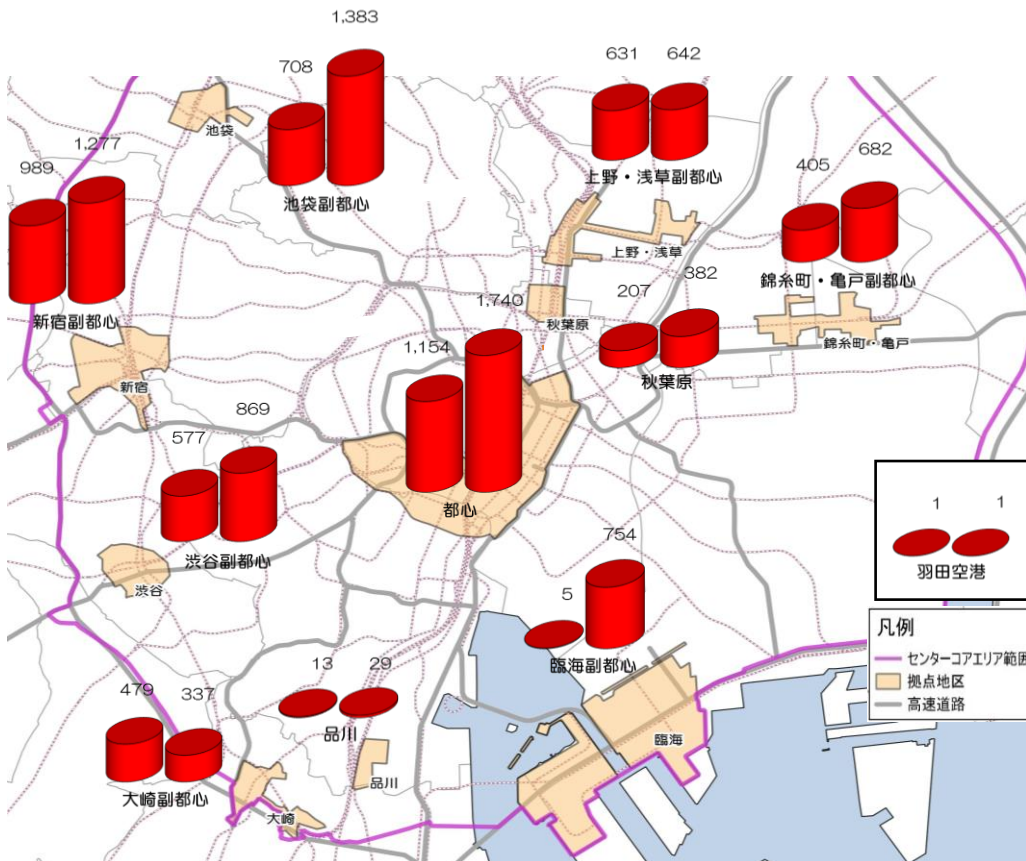 1,383
708
631
642
池袋
1,277
989
682
405
上野・浅草副都心
池袋副都心
上野・浅草
錦糸町・亀戸副都心
382
207
1,740
新宿副都心
秋葉原
錦糸町・亀戸
1,154
秋葉原
新宿
869
577
都心
1
1
754
渋谷副都心
羽田空港
渋谷
5
凡例
臨海副都心
センターコアエリア範囲
拠点地区
高速道路
13
29
479
337
品川
臨海
品川
大崎副都心
大崎